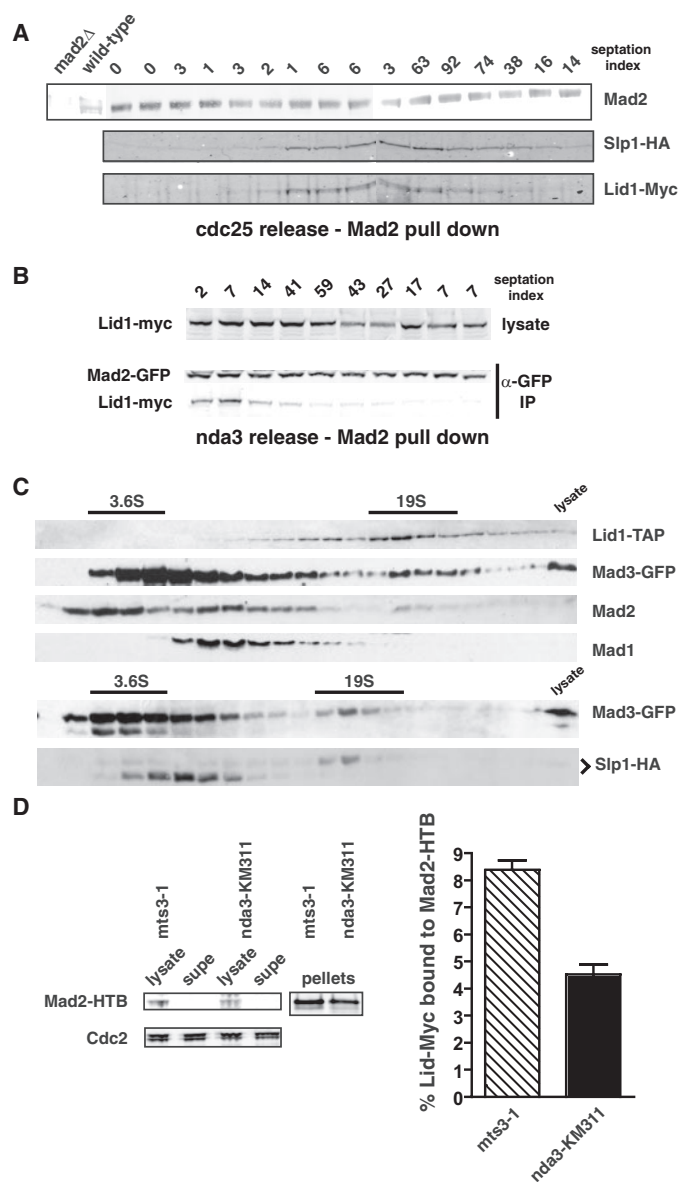 A
mad2Δ wild-type 0 0 3 1 3 2 1 6 6 3 63 92 74 38 16 14 septation index
Mad2
Slp1-HA
Lid1-Myc
cdc25 release - Mad2 pull down
B
2 7 14 41 59 43 27 17 7 7 septation index
Lid1-myc lysate
Mad2-GFP
Lid1-myc
α-GFP IP
nda3 release - Mad2 pull down
C
3.6S 19S lysate
Lid1-TAP
Mad3-GFP
Mad2
Mad1
3.6S 19S lysate
Mad3-GFP
Slp1-HA
D
mts3-1 nda3-KM311 mts3-1 nda3-KM311
lysate supe lysate supe pellets
Mad2-HTB
Cdc2
% Lid-Myc bound to Mad2-HTB
9
8
7
6
5
4
3
2
1
0
mts3-1 nda3-KM311